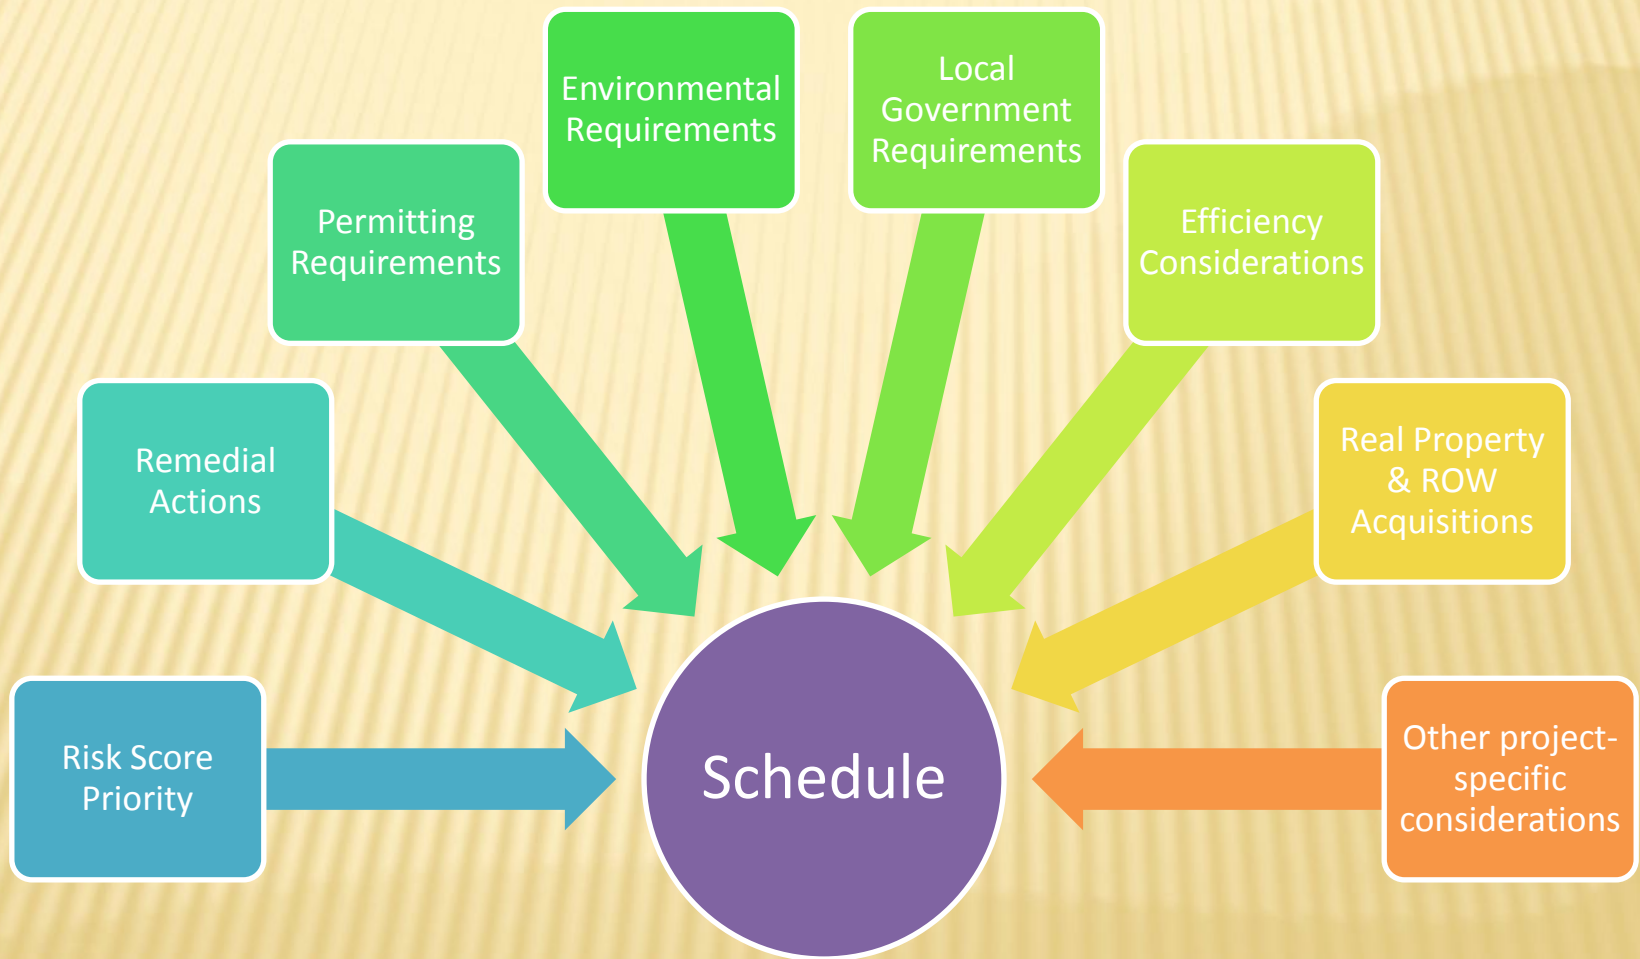 Environmental
Requirements
Local
Government
Requirements
Permitting
Requirements
Efficiency
Considerations
Remedial
Actions
Real Property
& ROW
Acquisitions
Risk Score
Priority
Schedule
Other project-
specific
considerations